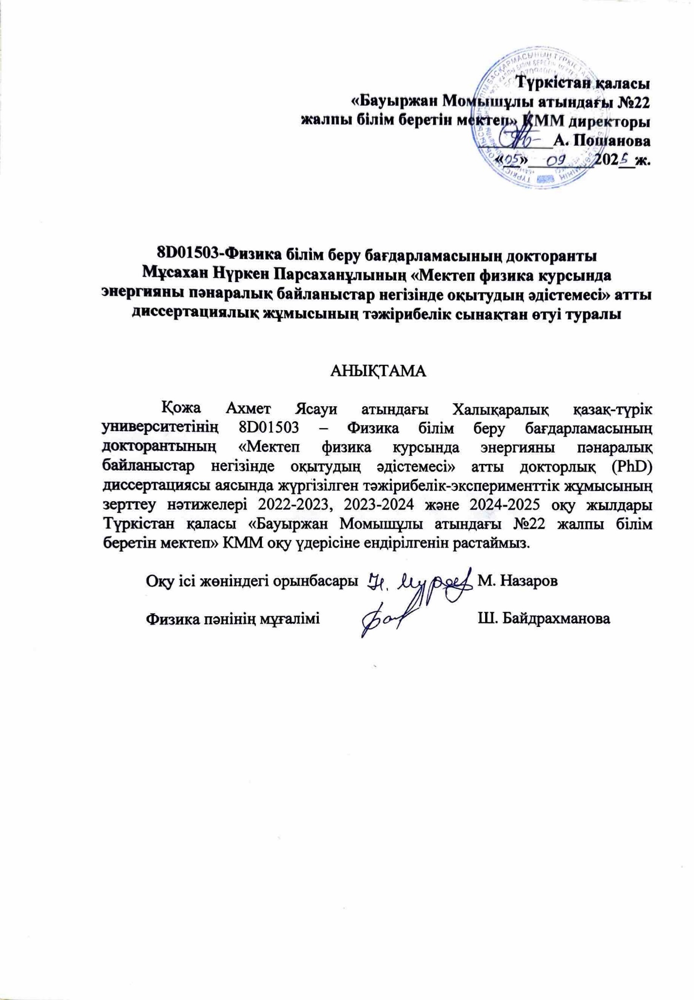 Түркістан қаласы
«Бауыржан Момышұлы атындағы №22
жалпы білім беретін мектеп» КММ директоры
А. Пошанова
«05» 09 2025 ж.
8D01503-Физика білім беру бағдарламасының докторанты
Мұсахан Нүркен Парсаханұлының «Мектеп физика курсында
энергияны пәнаралық байланыстар негізінде оқытудың әдістемесі» атты
диссертациялық жұмысының тәжірибелік сынақтан өтуі туралы
АНЫҚТАМА
Қожа Ахмет Ясауи атындағы Халықаралық қазақ-түрік
университетінің 8D01503 – Физика білім беру бағдарламасының
докторантының «Мектеп физика курсында энергияны пәнаралық
байланыстар негізінде оқытудың әдістемесі» атты докторлық (PhD)
диссертациясы аясында жүргізілген тәжірибелік-эксперименттік жұмысының
зерттеу нәтижелері 2022-2023, 2023-2024 және 2024-2025 оқу жылдары
Түркістан қаласы «Бауыржан Момышұлы атындағы №22 жалпы білім
беретін мектеп» КММ оқу үдерісіне ендірілгенін растаймыз.
Оқу ісі жөніндегі орынбасары М. Назаров
Физика пәнінің мұғалімі Ш. Байдрахманова